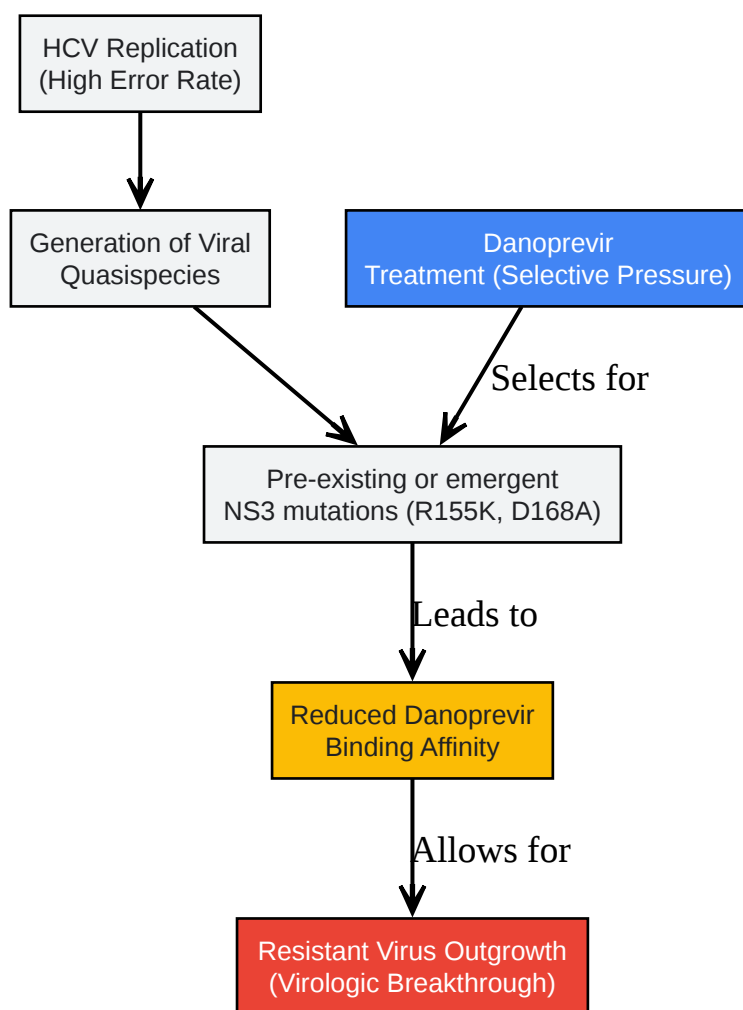 HCV Replication
(High Error Rate)
Generation of Viral
Quasispecies
Danoprevir
Treatment (Selective Pressure)
Selects for
Pre-existing or emergent
NS3 mutations (R155K, D168A)
Leads to
Reduced Danoprevir
Binding Affinity
Allows for
Resistant Virus Outgrowth
(Virologic Breakthrough)